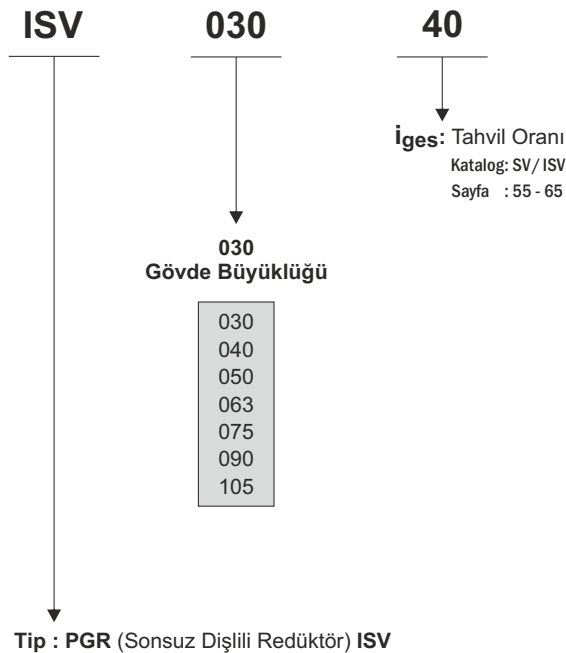 ISV 030 40
İges: Tahvil Oranı
Katalog: SV/ ISV
Sayfa : 55 - 65
030
Gövde Büyüklüğü
030
040
050
063
075
090
105
Tip : PGR (Sonsuz Dişlili Redüktör) ISV